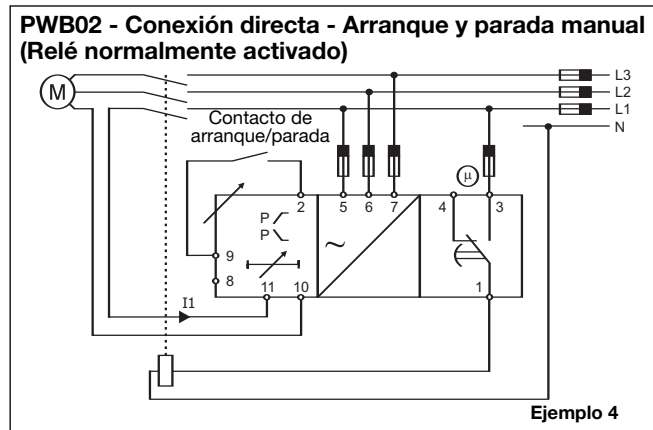 PWB02 - Conexión directa - Arranque y parada manual
(Relé normalmente activado)
L3
L2
L1
N
M
Contacto de
arranque/parada
μ
2
5
6
7
4
3
P
P
~
9
8
11
10
1
I1
Ejemplo 4